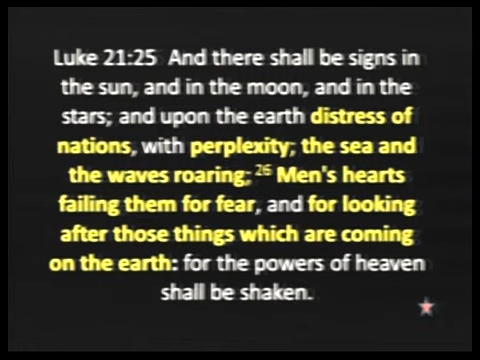 Luke 21:25 And there shall be signs in
the sun, and in the moon, and in the
stars; and upon the earth distress of
nations, with perplexity; the sea and
the waves roaring; 26 Men's hearts
failing them for fear, and for looking
after those things which are coming
on the earth: for the powers of heaven
shall be shaken.